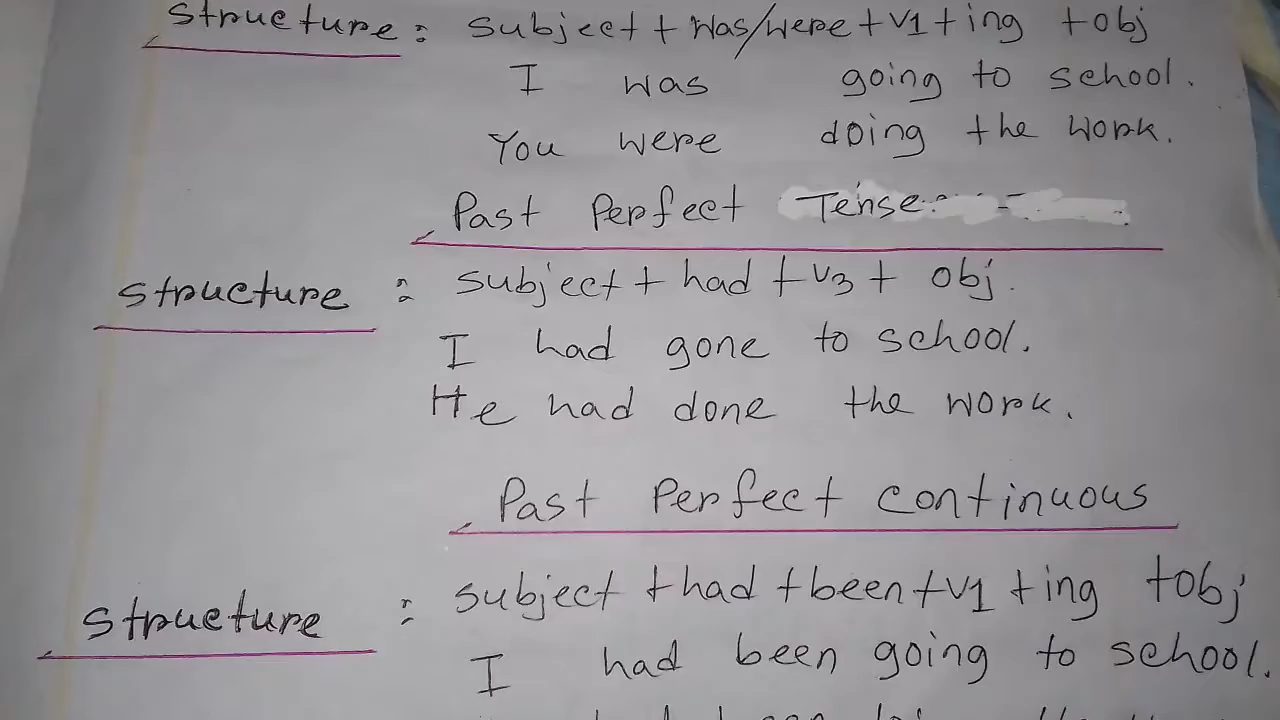 structure : subject + was/were + v1 + ing + obj
I was going to school.
You were doing the work.
Past Perfect Tense.
structure : subject + had + v3 + obj.
I had gone to school.
He had done the work.
Past Perfect continuous
structure : subject + had + been + v1 + ing + obj
I had been going to school.